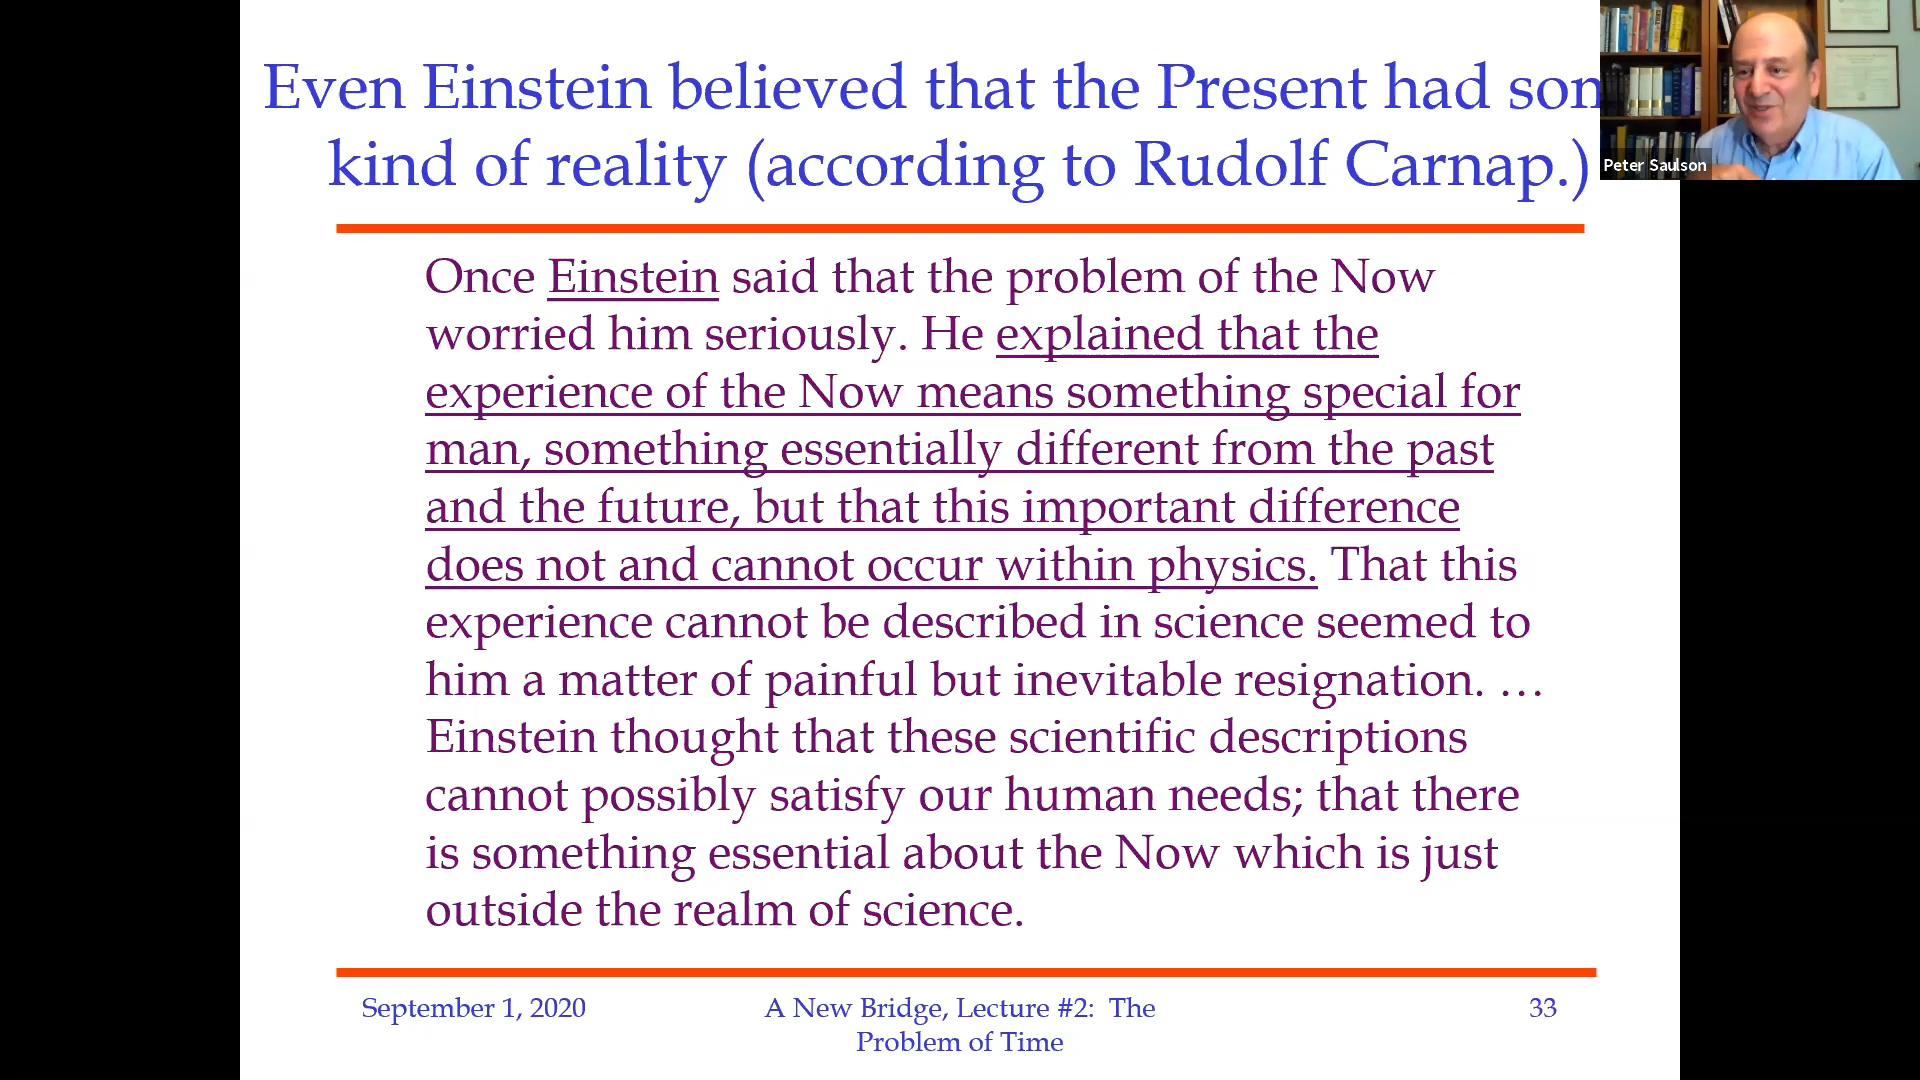 Even Einstein believed that the Present had som
kind of reality (according to Rudolf Carnap.)
Peter Saulson
Once Einstein said that the problem of the Now
worried him seriously. He explained that the
experience of the Now means something special for
man, something essentially different from the past
and the future, but that this important difference
does not and cannot occur within physics. That this
experience cannot be described in science seemed to
him a matter of painful but inevitable resignation. …
Einstein thought that these scientific descriptions
cannot possibly satisfy our human needs; that there
is something essential about the Now which is just
outside the realm of science.
September 1, 2020
A New Bridge, Lecture #2: The
Problem of Time
33